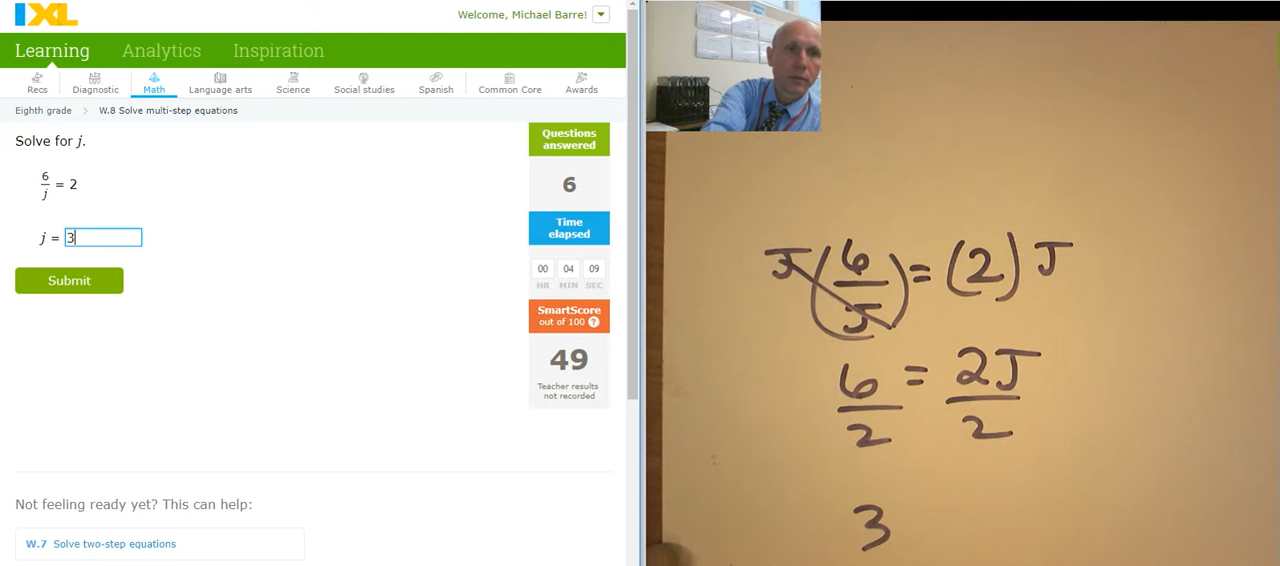 IXL
Welcome, Michael Barre!
Learning Analytics Inspiration
Recs Diagnostic Math Language arts Science Social studies Spanish Common Core Awards
Eighth grade > W.8 Solve multi-step equations
Solve for j.
6/j = 2
j = 3
Submit
Questions answered
6
Time elapsed
00 04 09
HR MIN SEC
SmartScore
out of 100 ?
49
Teacher results not recorded
Not feeling ready yet? This can help:
W.7 Solve two-step equations
J(6/J) = (2)J
6/2 = 2J/2
3